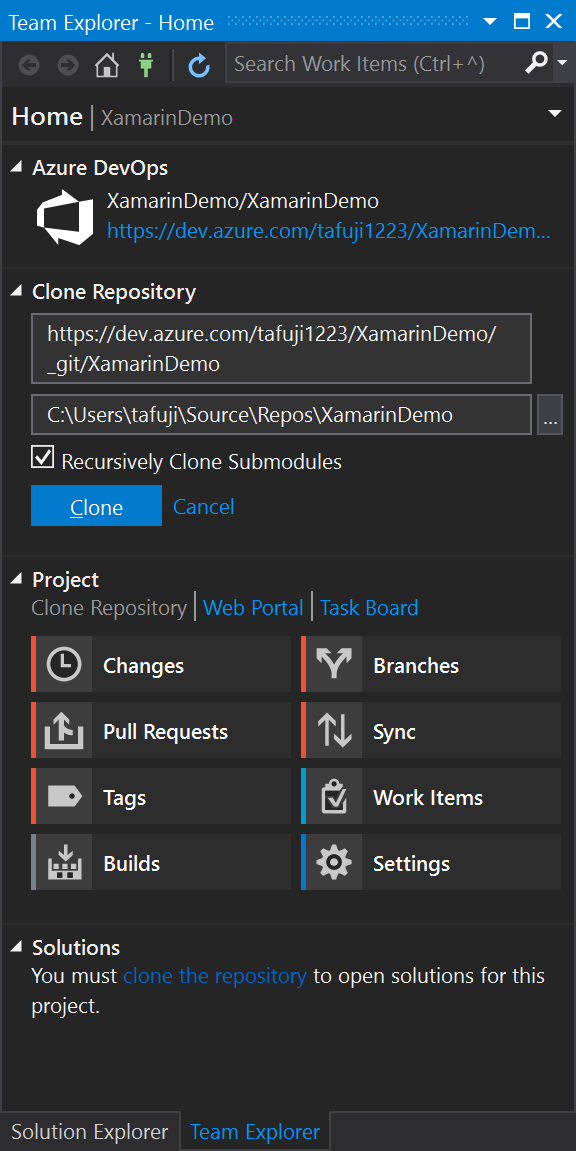 Team Explorer - Home
Search Work Items (Ctrl+^)
Home | XamarinDemo
Azure DevOps
XamarinDemo/XamarinDemo
https://dev.azure.com/tafuji1223/XamarinDem...
Clone Repository
https://dev.azure.com/tafuji1223/XamarinDemo/
_git/XamarinDemo
C:\Users\tafuji\Source\Repos\XamarinDemo
...
Recursively Clone Submodules
Clone Cancel
Project
Clone Repository | Web Portal | Task Board
Changes Branches
Pull Requests Sync
Tags Work Items
Builds Settings
Solutions
You must clone the repository to open solutions for this
project.
Solution Explorer Team Explorer